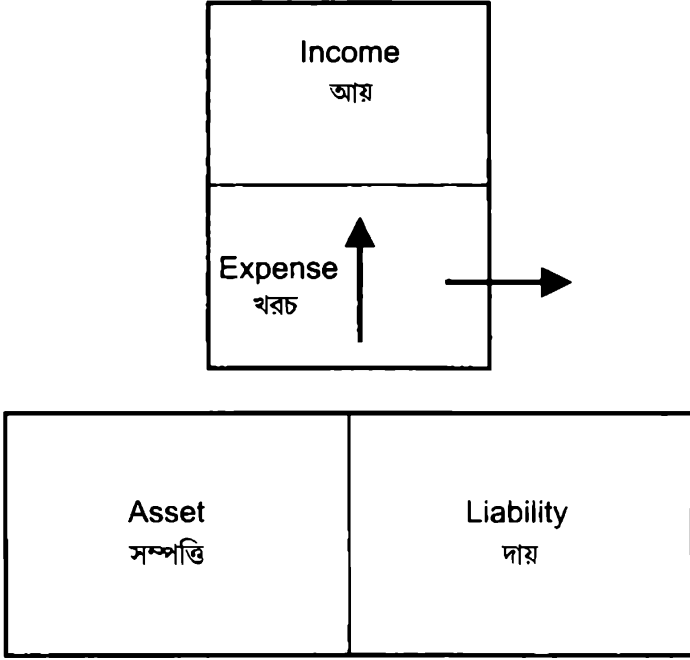 Income
আয়
Expense
খরচ
Asset
সম্পত্তি
Liability
দায়